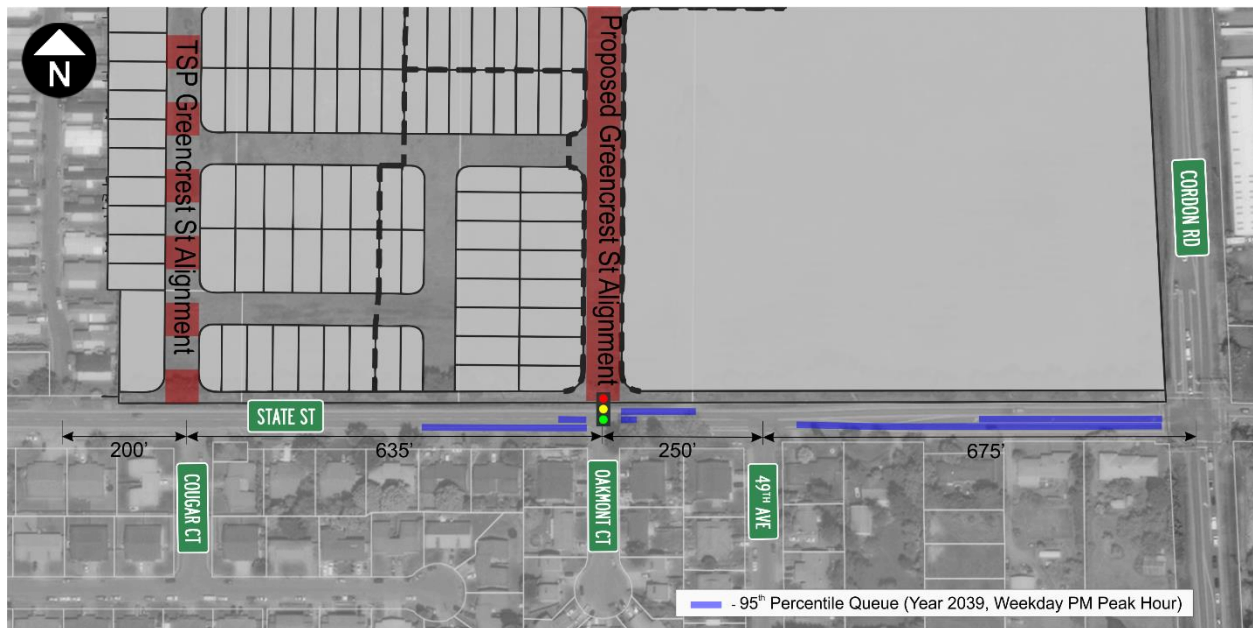 N
TSP Greencrest St Alignment
Proposed Greencrest St Alignment
CORDON RD
STATE ST
200'
635'
250'
675'
COUGAR CT
OAKMONT CT
49TH AVE
- 95th Percentile Queue (Year 2039, Weekday PM Peak Hour)